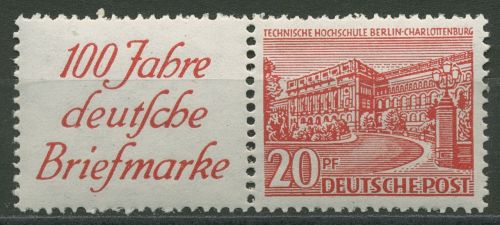 100 Jahre
deutſche
Briefmarke
TECHNISCHE HOCHSCHULE BERLIN-CHARLOTTENBURG
20 PF
DEUTSCHE POST